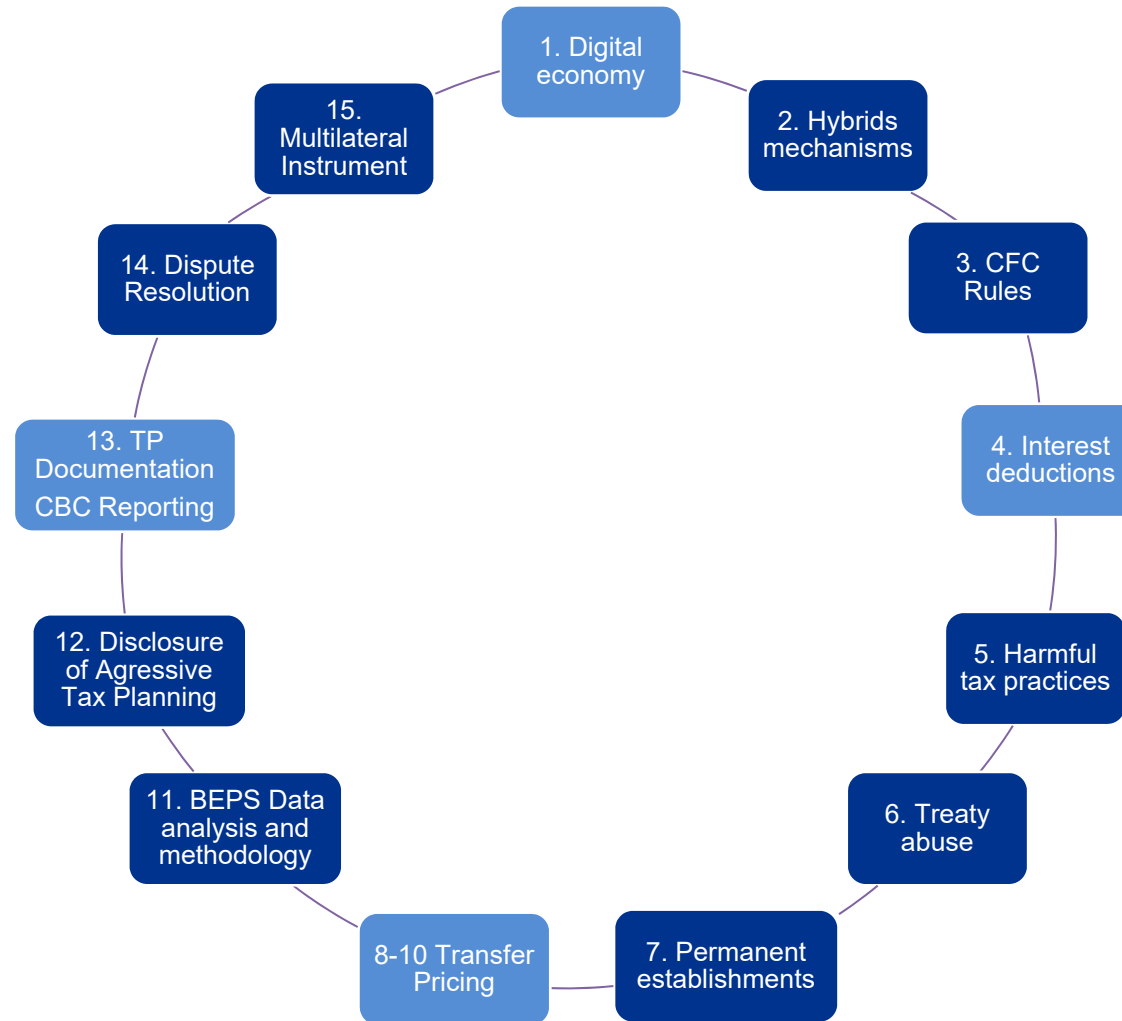 1. Digital
economy
2. Hybrids
mechanisms
3. CFC
Rules
4. Interest
deductions
5. Harmful
tax practices
6. Treaty
abuse
7. Permanent
establishments
8-10 Transfer
Pricing
11. BEPS Data
analysis and
methodology
12. Disclosure
of Agressive
Tax Planning
13. TP
Documentation
CBC Reporting
14. Dispute
Resolution
15.
Multilateral
Instrument